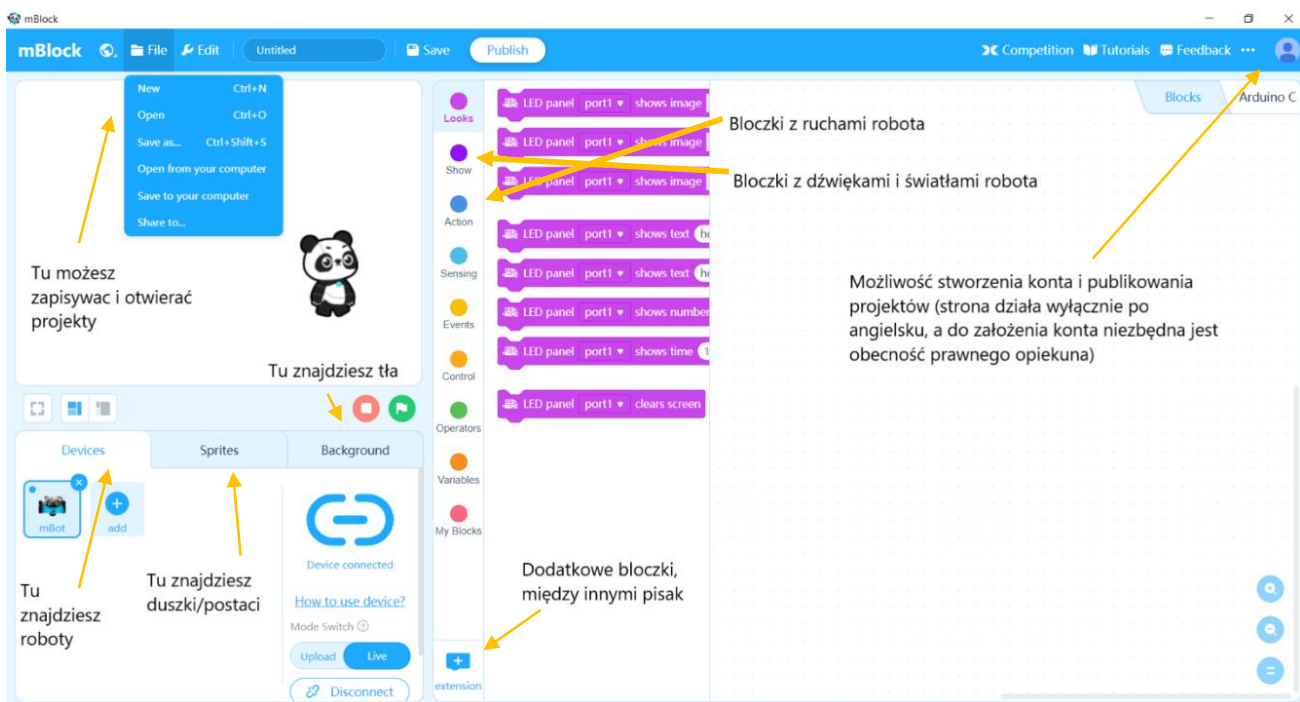 mBlock
mBlock File Edit Untitled Save Publish Competition Tutorials Feedback
New Ctrl+N
Open Ctrl+O
Save as... Ctrl+Shift+S
Open from your computer
Save to your computer
Share to...
Tu możesz
zapisywac i otwierać
projekty
Tu znajdziesz tła
Devices Sprites Background
mBot
add
Tu
znajdziesz
roboty
Tu znajdziesz
duszki/postaci
Device connected
How to use device?
Mode Switch
Upload Live
Disconnect
Looks
Show
Action
Sensing
Events
Control
Operators
Variables
My Blocks
extension
LED panel port1 shows image
LED panel port1 shows image
LED panel port1 shows image
LED panel port1 shows text
LED panel port1 shows text
LED panel port1 shows number
LED panel port1 shows time 1
LED panel port1 clears screen
Dodatkowe bloczki,
między innymi pisak
Bloczki z ruchami robota
Bloczki z dźwiękami i światłami robota
Blocks Arduino C
Możliwość stworzenia konta i publikowania
projektów (strona działa wyłącznie po
angielsku, a do założenia konta niezbędna jest
obecność prawnego opiekuna)